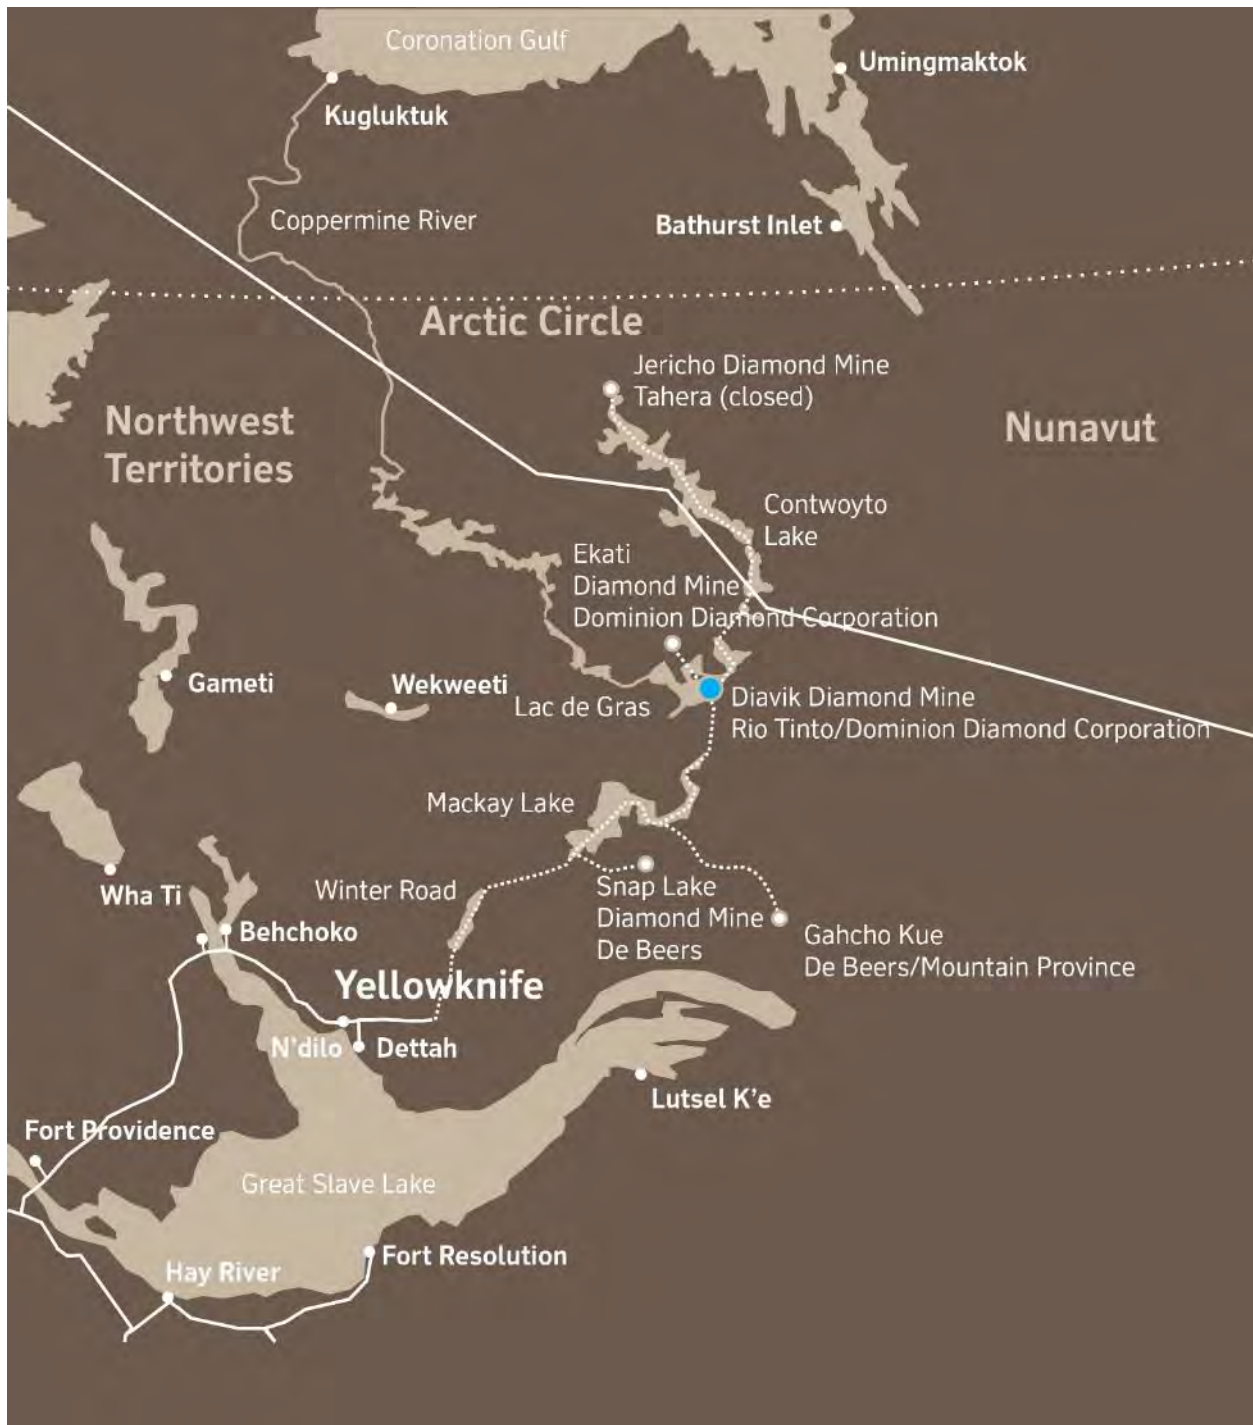 Coronation Gulf
Umingmaktok
Kugluktuk
Coppermine River
Bathurst Inlet
Arctic Circle
Jericho Diamond Mine
Tahera (closed)
Northwest
Territories
Nunavut
Contwoyto
Lake
Ekati
Diamond Mine
Dominion Diamond Corporation
Gameti
Wekweeti
Lac de Gras
Diavik Diamond Mine
Rio Tinto/Dominion Diamond Corporation
Mackay Lake
Wha Ti
Winter Road
Snap Lake
Diamond Mine
De Beers
Behchoko
Gahcho Kue
De Beers/Mountain Province
Yellowknife
N'dilo
Dettah
Lutsel K'e
Fort Providence
Great Slave Lake
Fort Resolution
Hay River